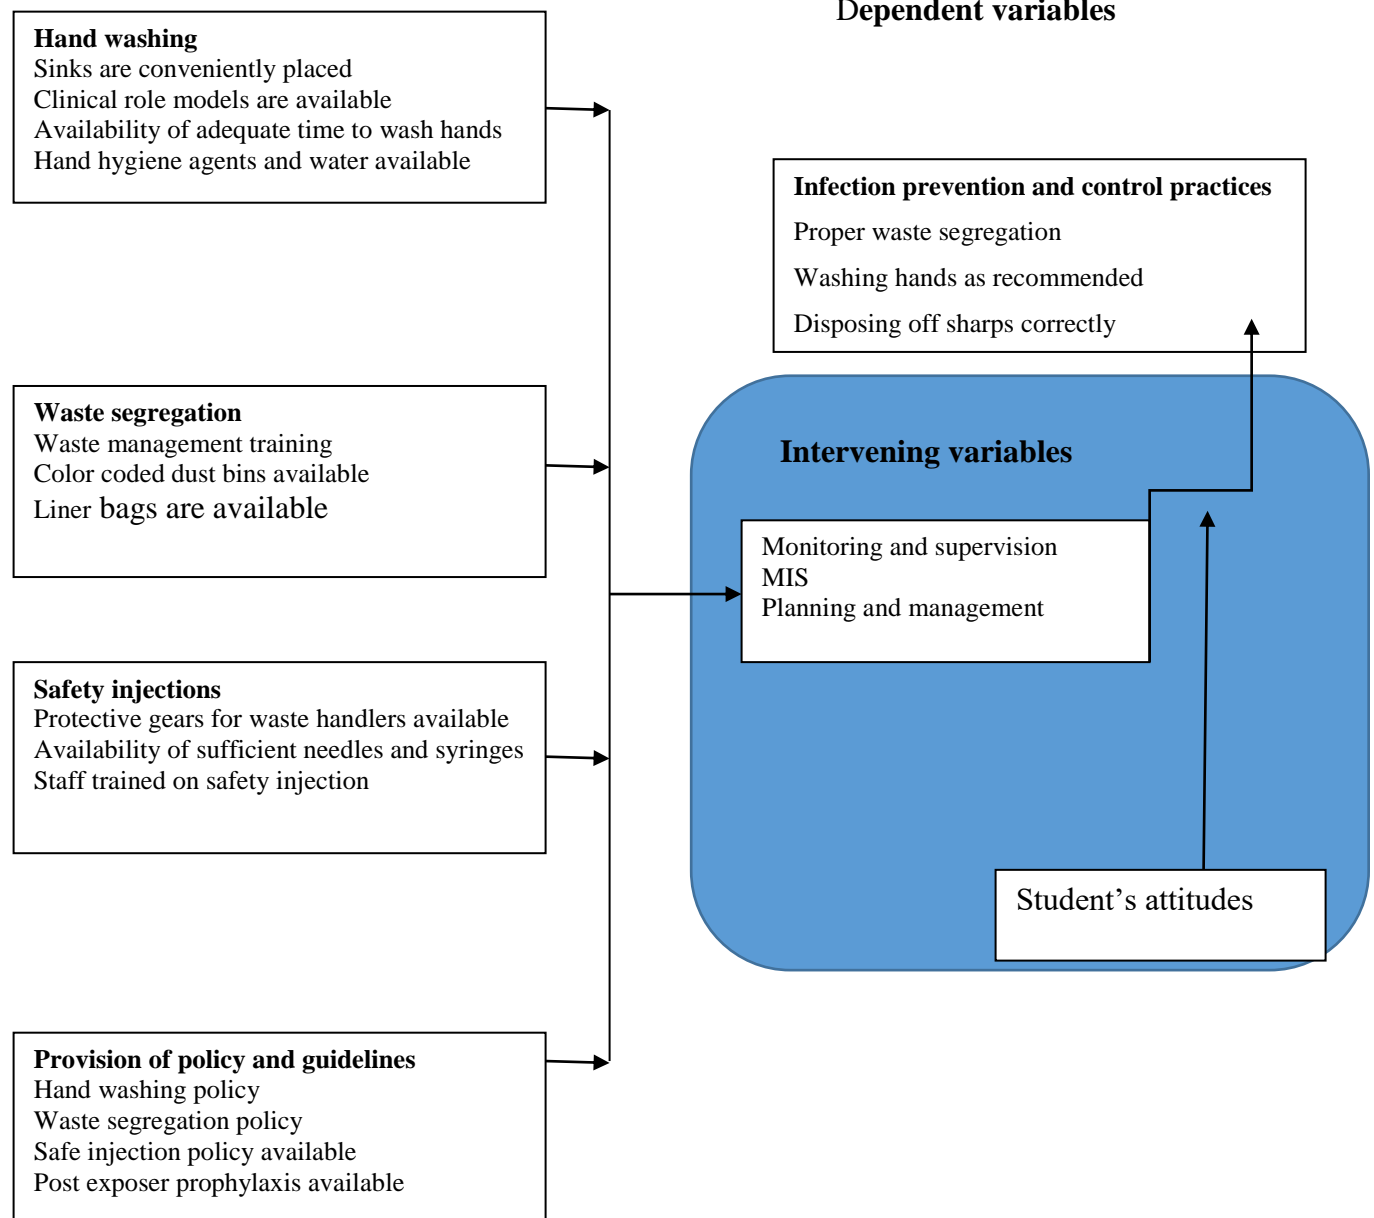 Dependent variables
Hand washing
Sinks are conveniently placed
Clinical role models are available
Availability of adequate time to wash hands
Hand hygiene agents and water available
Infection prevention and control practices
Proper waste segregation
Washing hands as recommended
Disposing off sharps correctly
Waste segregation
Waste management training
Color coded dust bins available
Liner bags are available
Intervening variables
Monitoring and supervision
MIS
Planning and management
Safety injections
Protective gears for waste handlers available
Availability of sufficient needles and syringes
Staff trained on safety injection
Student’s attitudes
Provision of policy and guidelines
Hand washing policy
Waste segregation policy
Safe injection policy available
Post exposer prophylaxis available